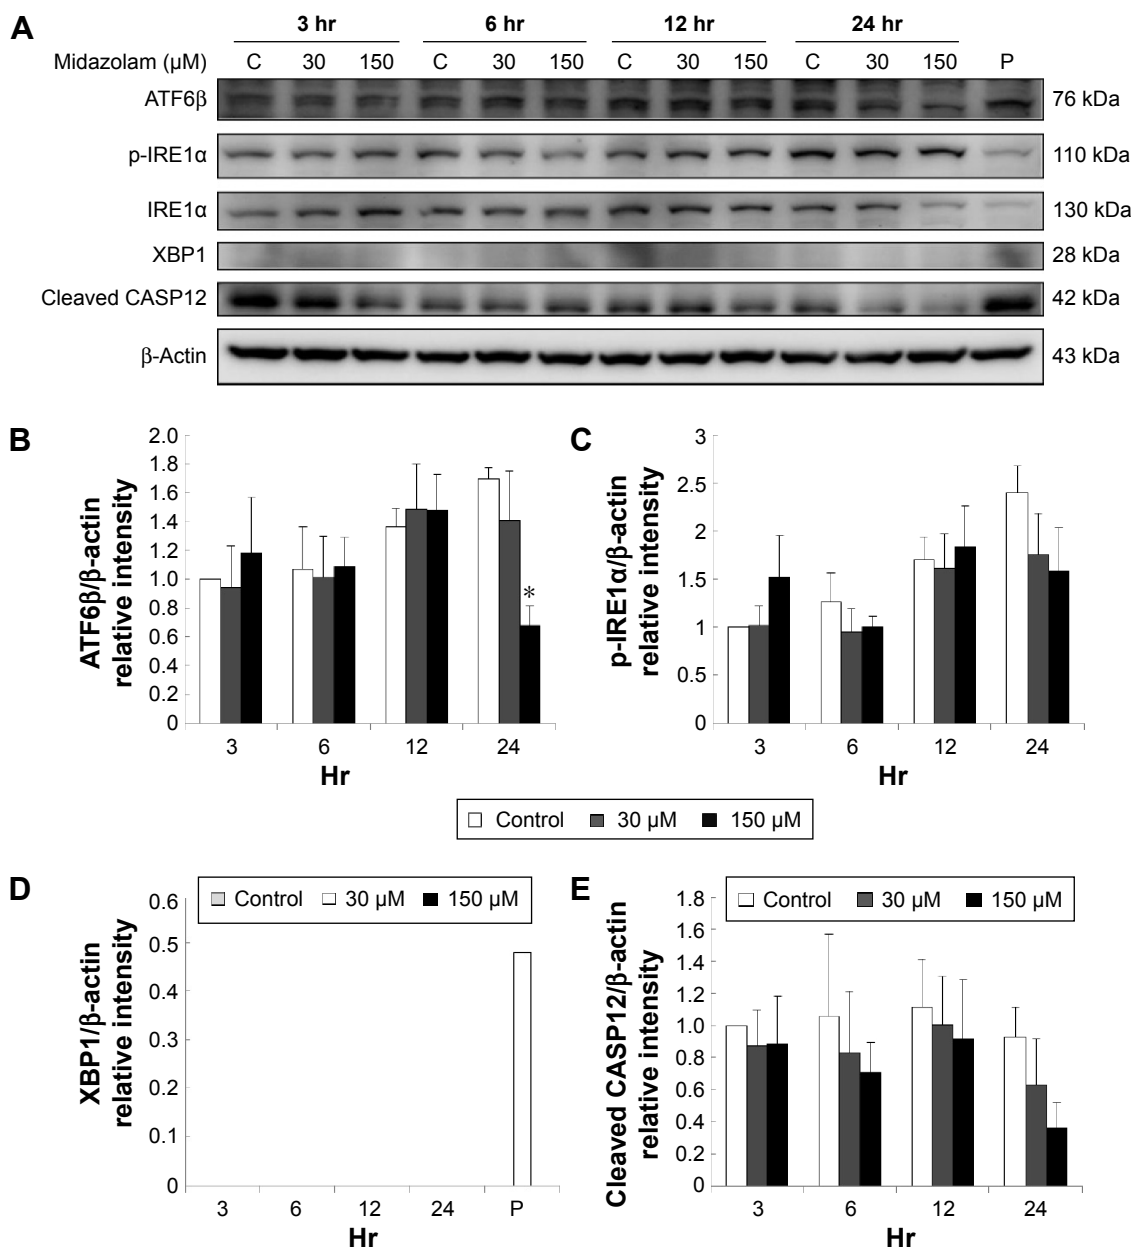 A
3 hr 6 hr 12 hr 24 hr
Midazolam (µM) C 30 150 C 30 150 C 30 150 C 30 150 P
ATF6β 76 kDa
p-IRE1α 110 kDa
IRE1α 130 kDa
XBP1 28 kDa
Cleaved CASP12 42 kDa
β-Actin 43 kDa
B
ATF6β/β-actin
relative intensity
2.0
1.8
1.6
1.4
1.2
1.0
0.8
0.6
0.4
0.2
0
*
3 6 12 24
Hr
C
p-IRE1α/β-actin
relative intensity
3
2.5
2
1.5
1
0.5
0
3 6 12 24
Hr
Control 30 µM 150 µM
D
XBP1/β-actin
relative intensity
0.6
0.5
0.4
0.3
0.2
0.1
0
Control 30 µM 150 µM
3 6 12 24 P
Hr
E
Cleaved CASP12/β-actin
relative intensity
1.8
1.6
1.4
1.2
1.0
0.8
0.6
0.4
0.2
0
Control 30 µM 150 µM
3 6 12 24
Hr